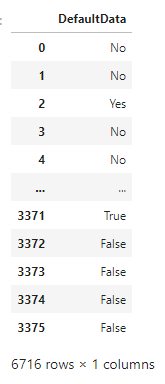 DefaultData
0 No
1 No
2 Yes
3 No
4 No
... ...
3371 True
3372 False
3373 False
3374 False
3375 False
6716 rows × 1 columns